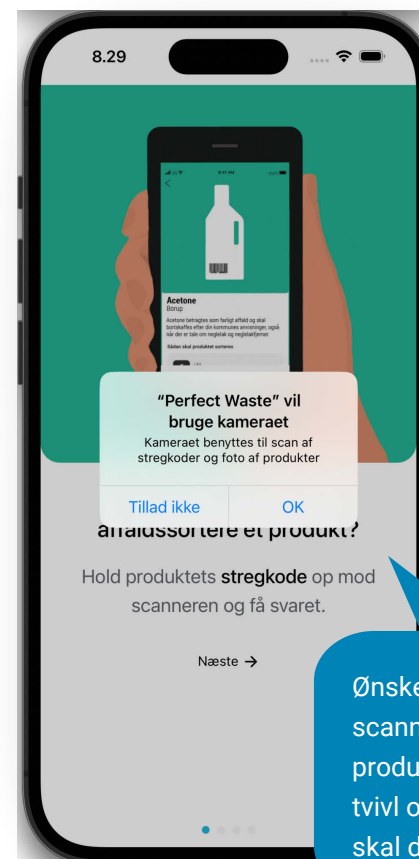 8.29
9:41 AM
Acetone
Borup
Acetone betragtes som farligt affald og skal
bortskaffes efter din kommunes anvisninger, også
når der er tale om neglelak og neglelakfjerner.
Sådan skal produktet sorteres
“Perfect Waste” vil
bruge kameraet
Kameraet benyttes til scan af
stregkoder og foto af produkter
Tillad ikke OK
affaldssortere et produkt?
Hold produktets stregkode op mod
scanneren og få svaret.
Næste →
Ønske
scann
produ
tvivl o
skal d